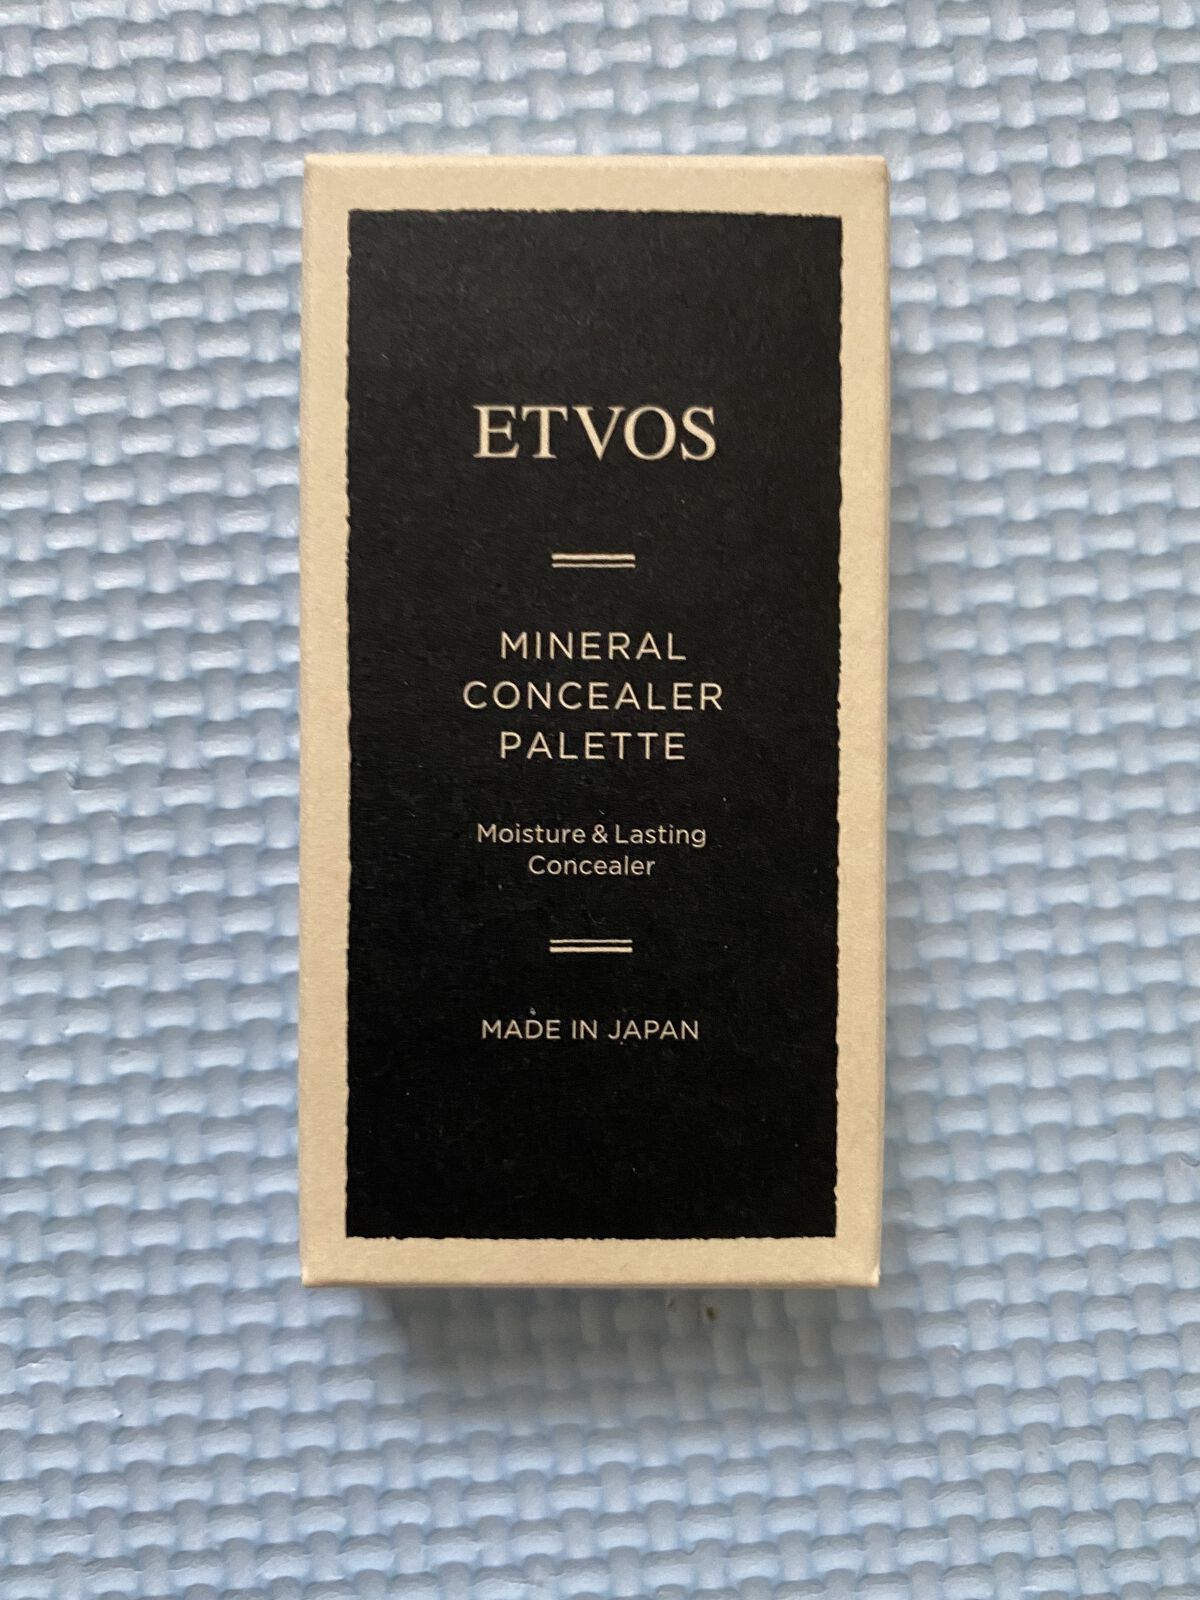 ETVOS
MINERAL
CONCEALER
PALETTE
Moisture & Lasting
Concealer
MADE IN JAPAN